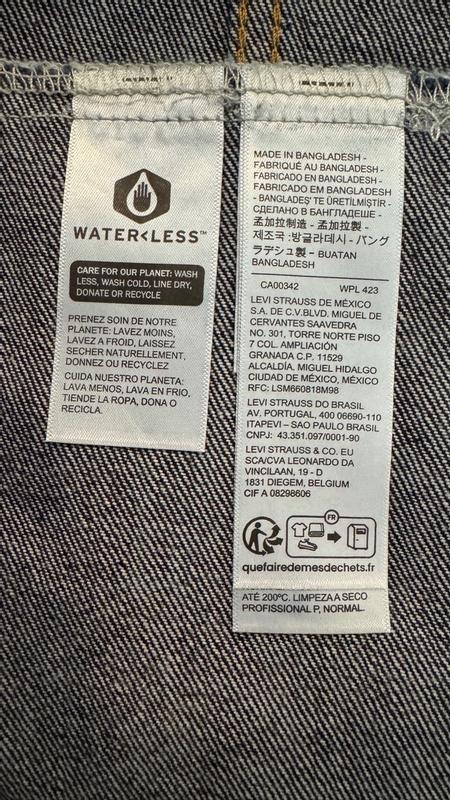 WATER<LESS™
CARE FOR OUR PLANET: WASH
LESS, WASH COLD, LINE DRY,
DONATE OR RECYCLE
PRENEZ SOIN DE NOTRE
PLANETE: LAVEZ MOINS,
LAVEZ A FROID, LAISSEZ
SECHER NATURELLEMENT,
DONNEZ OU RECYCLEZ
CUIDA NUESTRO PLANETA:
LAVA MENOS, LAVA EN FRIO,
TIENDE LA ROPA, DONA O
RECICLA.
MADE IN BANGLADESH -
FABRIQUÉ AU BANGLADESH -
FABRICADO EN BANGLADESH -
FABRICADO EM BANGLADESH
- BANGLADEŞ'TE ÜRETİLMİŞTİR -
СДЕЛАНО В БАНГЛАДЕШЕ -
孟加拉制造 - 孟加拉製 -
제조국 :방글라데시 - バング
ラデシュ製 - BUATAN
BANGLADESH
CA00342 WPL 423
LEVI STRAUSS DE MÉXICO
S.A. DE C.V.BLVD. MIGUEL DE
CERVANTES SAAVEDRA
NO. 301, TORRE NORTE PISO
7 COL. AMPLIACIÓN
GRANADA C.P. 11529
ALCALDÍA. MIGUEL HIDALGO
CIUDAD DE MÉXICO, MÉXICO
RFC: LSM660818M98
LEVI STRAUSS DO BRASIL
AV. PORTUGAL, 400 06690-110
ITAPEVI – SAO PAULO BRASIL
CNPJ: 43.351.097/0001-90
LEVI STRAUSS & CO. EU
SCA/CVA LEONARDO DA
VINCILAAN, 19 - D
1831 DIEGEM, BELGIUM
CIF A 08298606
FR
quefairedemesdechets.fr
ATÉ 200ºC. LIMPEZA A SECO
PROFISSIONAL P, NORMAL.